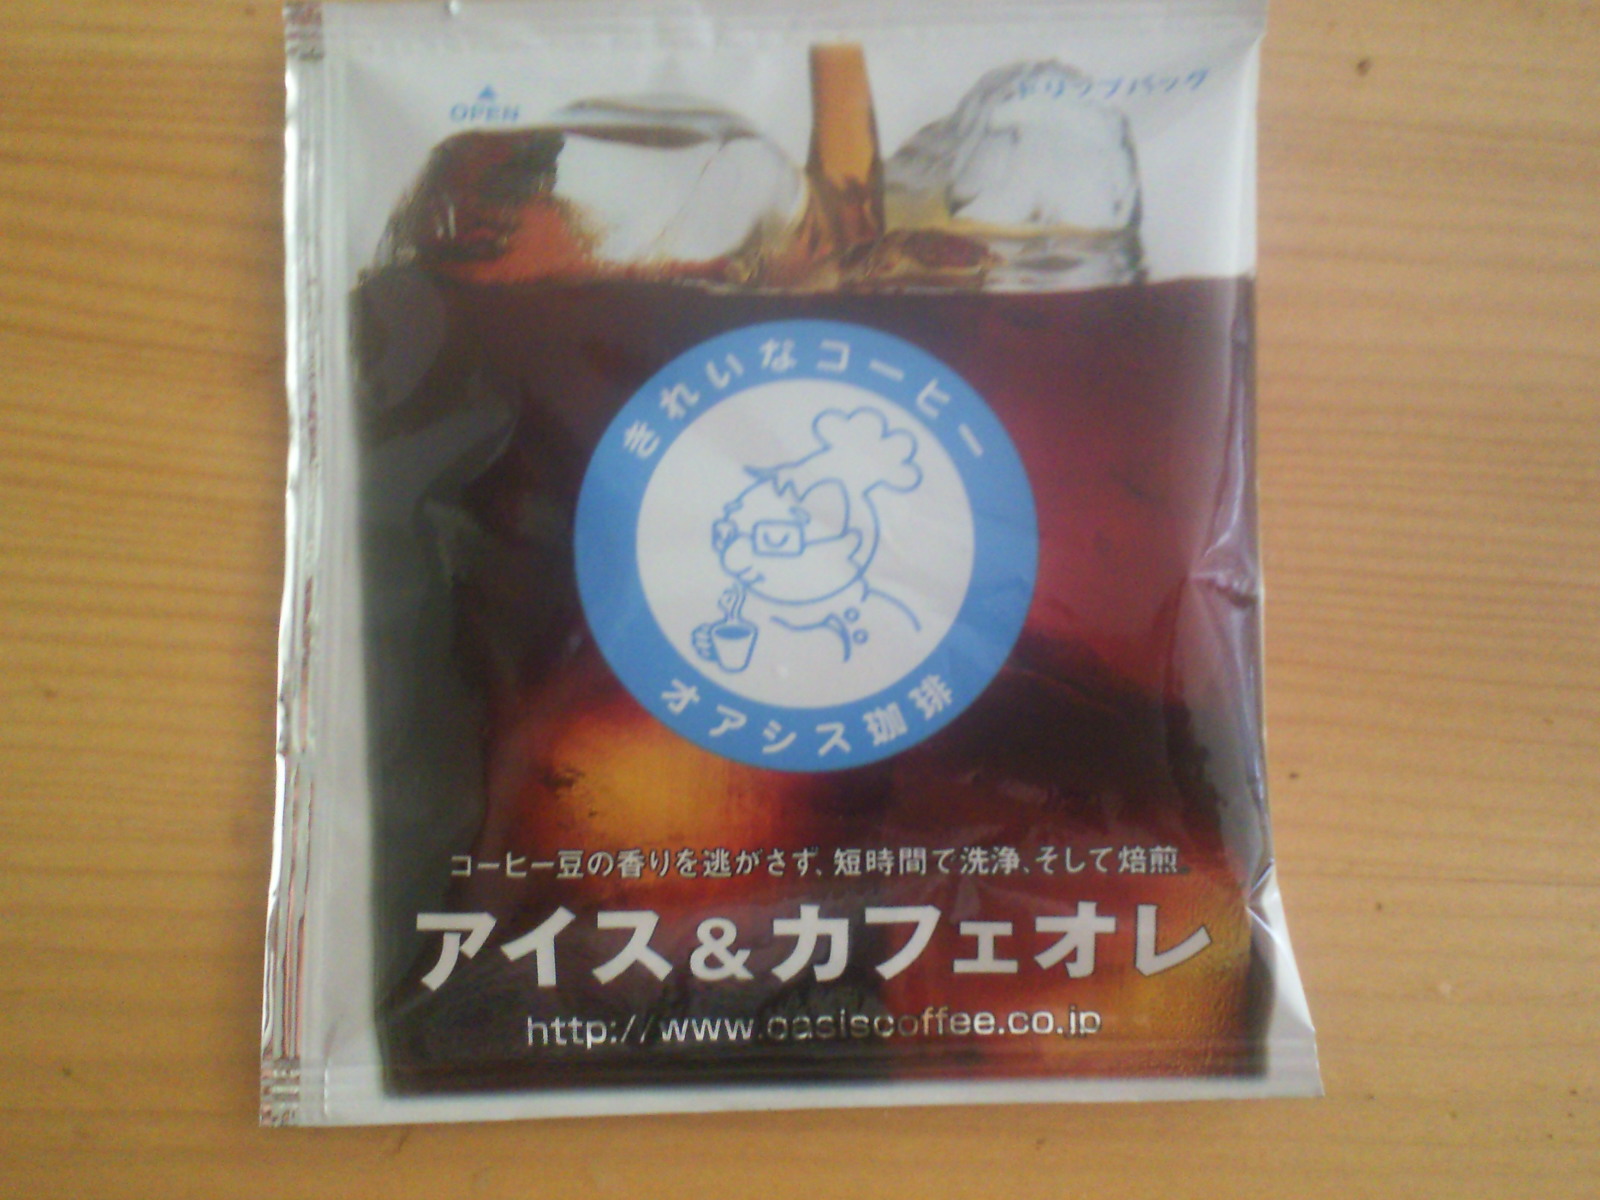 OPEN
ドリップバッグ
きれいなコーヒー
オアシス珈琲
コーヒー豆の香りを逃がさず、短時間で洗浄、そして焙煎。
アイス&カフェオレ
http://www.oasiscoffee.co.jp